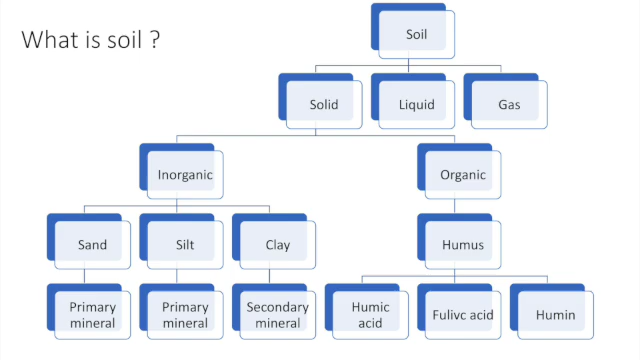 What is soil ?
Soil
Solid
Liquid
Gas
Inorganic
Organic
Sand
Silt
Clay
Humus
Primary
mineral
Primary
mineral
Secondary
mineral
Humic
acid
Fulivc acid
Humin